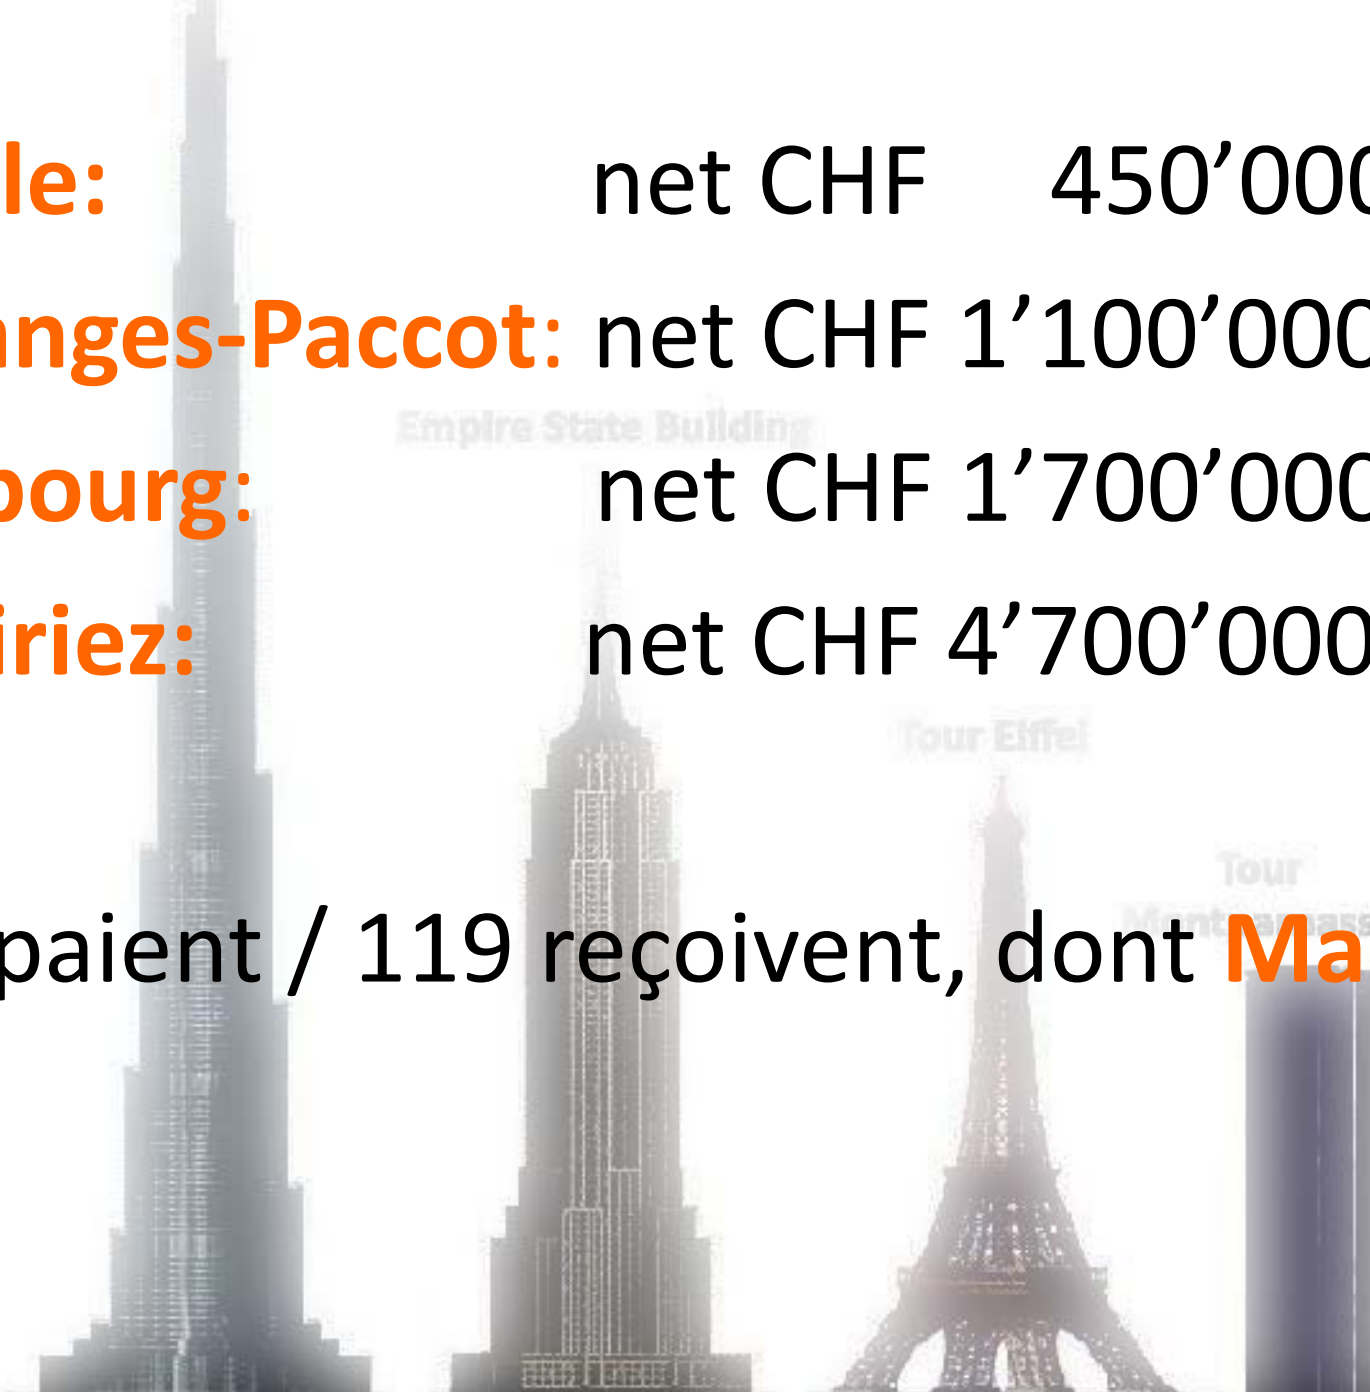 le: net CHF 450’000
anges-Paccot: net CHF 1’100’000
Empire State Building
bourg: net CHF 1’700’000
iriez: net CHF 4’700’000
Tour Eiffel
Tour
paient / 119 reçoivent, dont Ma